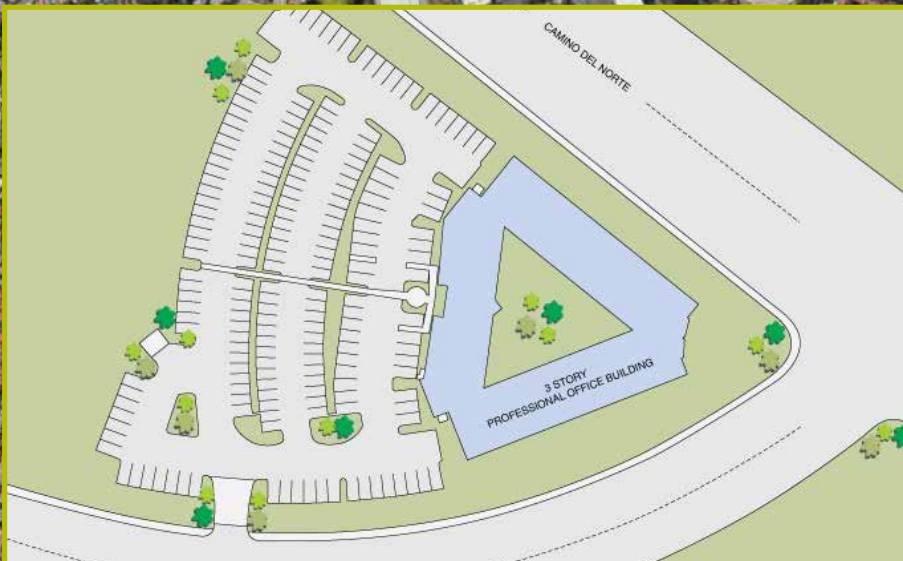 CAMINO DEL NORTE
3 STORY
PROFESSIONAL OFFICE BUILDING